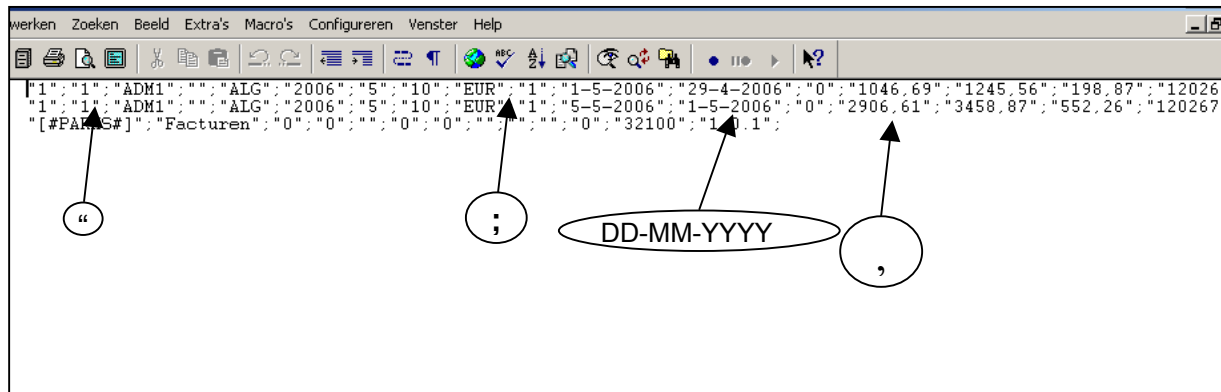 werken Zoeken Beeld Extra's Macro's Configureren Venster Help
"1";"1";"ADM1";"";"ALG";"2006";"5";"10";"EUR";"1";"1-5-2006";"29-4-2006";"0";"1046,69";"1245,56";"198,87";"12026
"1";"1";"ADM1";"";"ALG";"2006";"5";"10";"EUR";"1";"5-5-2006";"1-5-2006";"0";"2906,61";"3458,87";"552,26";"120267
"Facturen";"0";"0";"";"0";"0";"";"";"";"0";"32100";
“
;
DD-MM-YYYY
,